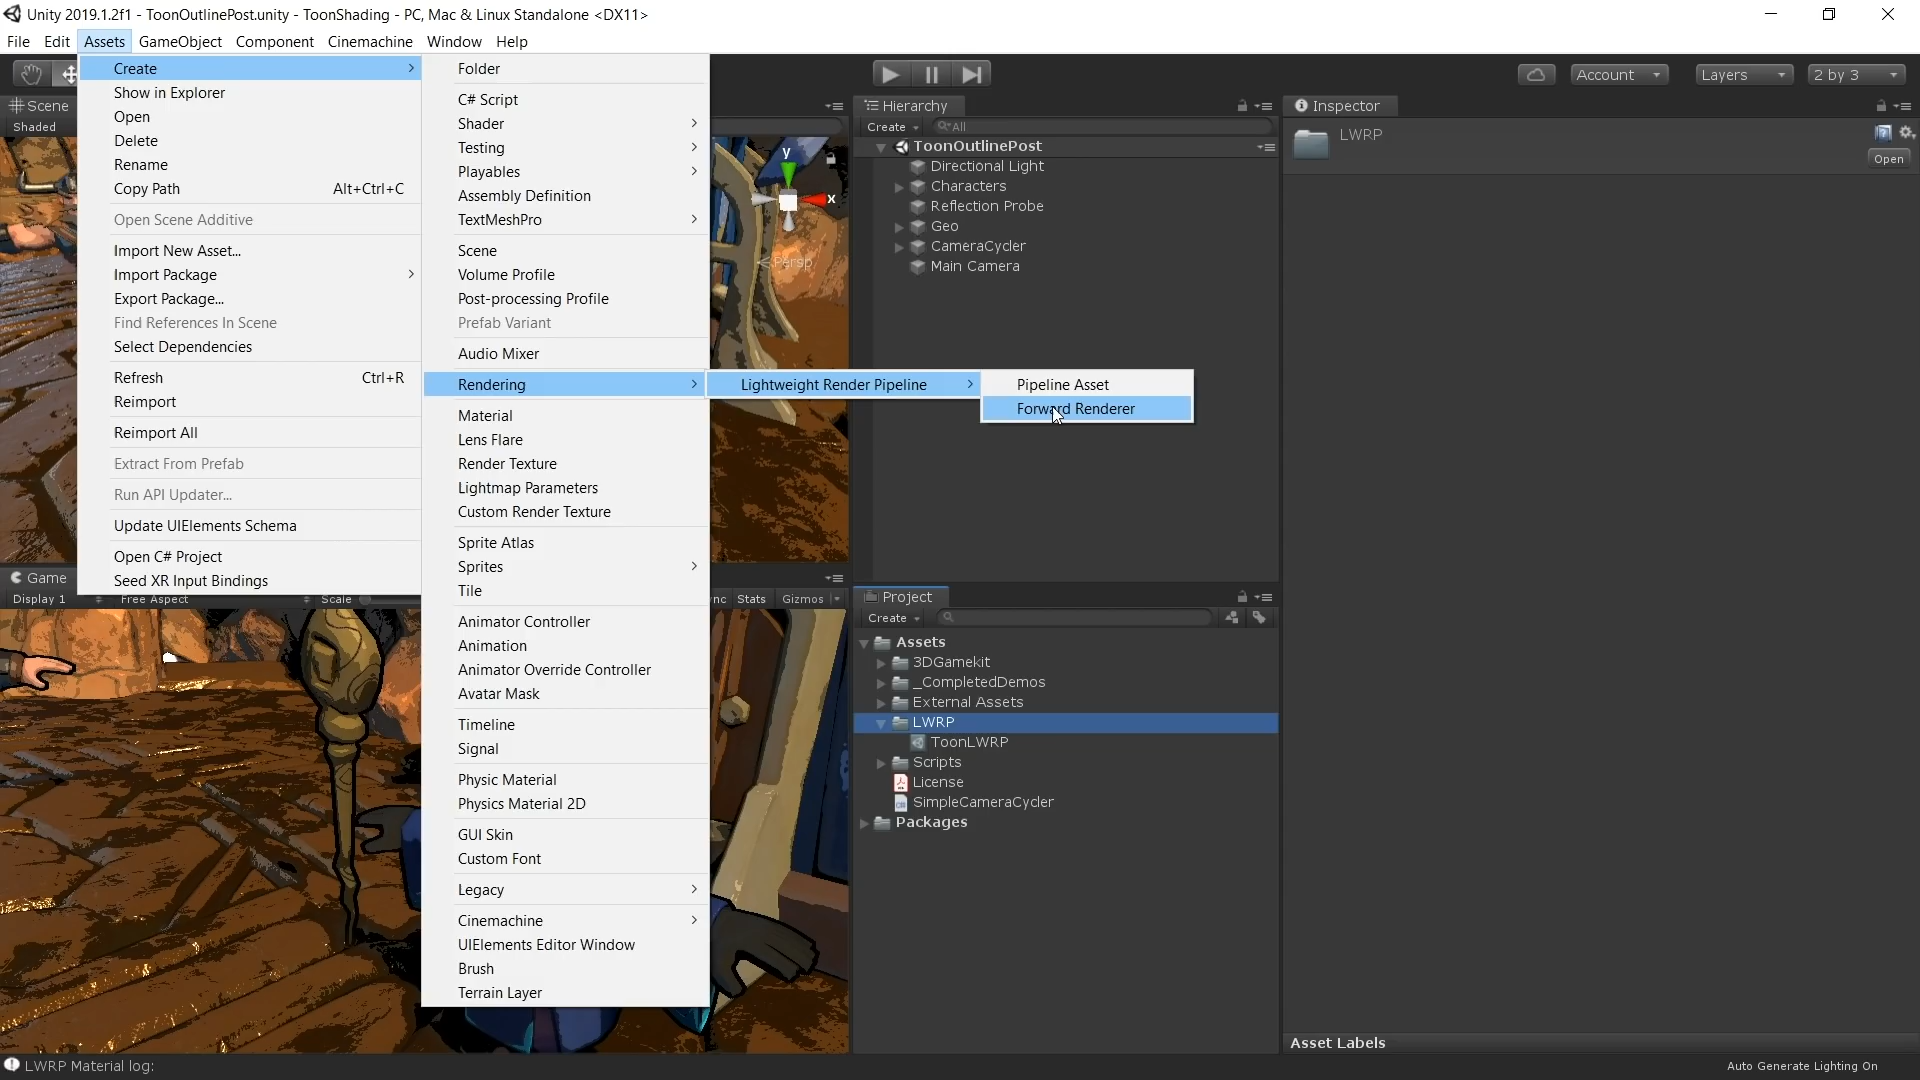 Unity 2019.1.2f1 - ToonOutlinePost.unity - ToonShading - PC, Mac & Linux Standalone <DX11>
File Edit Assets GameObject Component Cinemachine Window Help
Create
Show in Explorer
Open
Delete
Rename
Copy Path Alt+Ctrl+C
Open Scene Additive
Import New Asset...
Import Package
Export Package...
Find References In Scene
Select Dependencies
Refresh Ctrl+R
Reimport
Reimport All
Extract From Prefab
Run API Updater...
Update UIElements Schema
Open C# Project
Seed XR Input Bindings
Folder
C# Script
Shader
Testing
Playables
Assembly Definition
TextMeshPro
Scene
Volume Profile
Post-processing Profile
Prefab Variant
Audio Mixer
Rendering
Material
Lens Flare
Render Texture
Lightmap Parameters
Custom Render Texture
Sprite Atlas
Sprites
Tile
Animator Controller
Animation
Animator Override Controller
Avatar Mask
Timeline
Signal
Physic Material
Physics Material 2D
GUI Skin
Custom Font
Legacy
Cinemachine
UIElements Editor Window
Brush
Terrain Layer
Lightweight Render Pipeline
Pipeline Asset
Forward Renderer
Account Layers 2 by 3
Scene
Shaded
y
x
Persp
Game
Display 1 Free Aspect Scale Stats Gizmos
Hierarchy
Create All
ToonOutlinePost
Directional Light
Characters
Reflection Probe
Geo
CameraCycler
Main Camera
Project
Create
Assets
3DGamekit
_CompletedDemos
External Assets
LWRP
ToonLWRP
Scripts
License
SimpleCameraCycler
Packages
Inspector
LWRP
Open
Asset Labels
LWRP Material log:
Auto Generate Lighting On